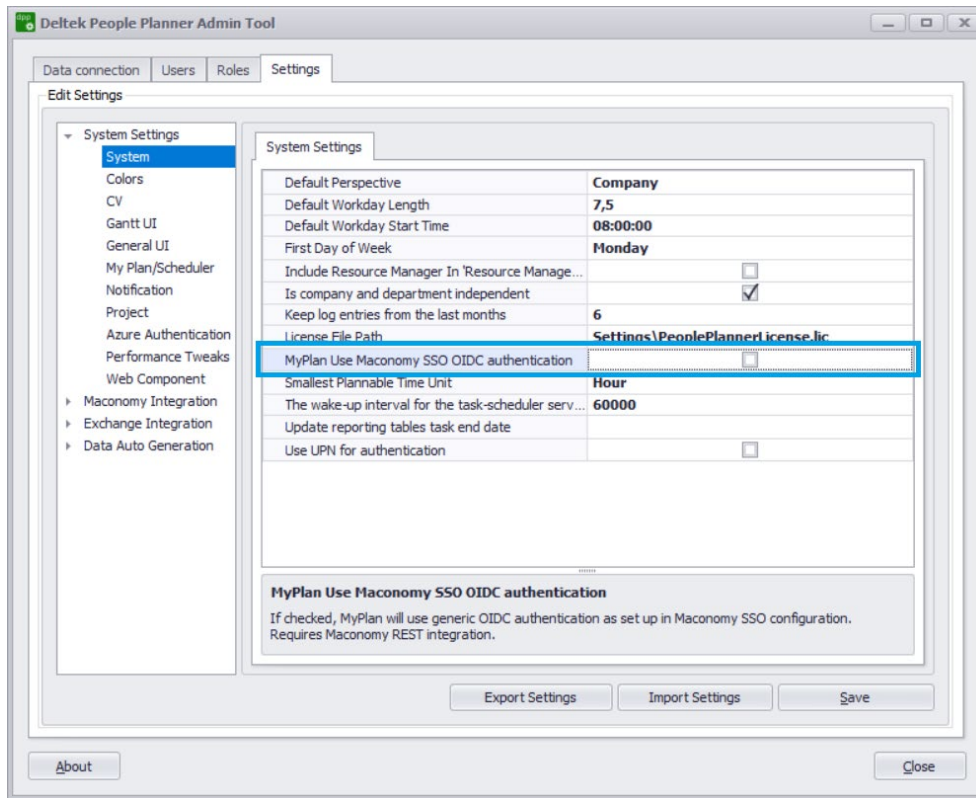 dpp
Deltek People Planner Admin Tool
Data connection Users Roles Settings
Edit Settings
System Settings
System
Colors
CV
Gantt UI
General UI
My Plan/Scheduler
Notification
Project
Azure Authentication
Performance Tweaks
Web Component
Maconomy Integration
Exchange Integration
Data Auto Generation
System Settings
Default Perspective Company
Default Workday Length 7,5
Default Workday Start Time 08:00:00
First Day of Week Monday
Include Resource Manager In 'Resource Manage...
Is company and department independent
Keep log entries from the last months 6
License File Path Settings\PeoplePlannerLicense.lic
MyPlan Use Maconomy SSO OIDC authentication
Smallest Plannable Time Unit Hour
The wake-up interval for the task-scheduler serv... 60000
Update reporting tables task end date
Use UPN for authentication
MyPlan Use Maconomy SSO OIDC authentication
If checked, MyPlan will use generic OIDC authentication as set up in Maconomy SSO configuration.
Requires Maconomy REST integration.
Export Settings Import Settings Save
About Close